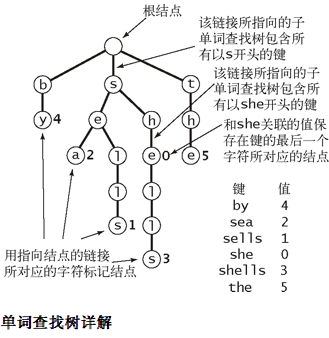 根结点
该链接所指向的子
单词查找树包含所
有以s开头的键
该链接所指向的子
单词查找树包含所
有以she开头的键
b s t
y 4 e h h
和she关联的值保
存在键的最后一个
字符所对应的结点
a 2 l e 0 e 5
l l
s 1 l
s 3
用指向结点的链接
所对应的字符标记结点
键 值
by 4
sea 2
sells 1
she 0
shells 3
the 5
单词查找树详解